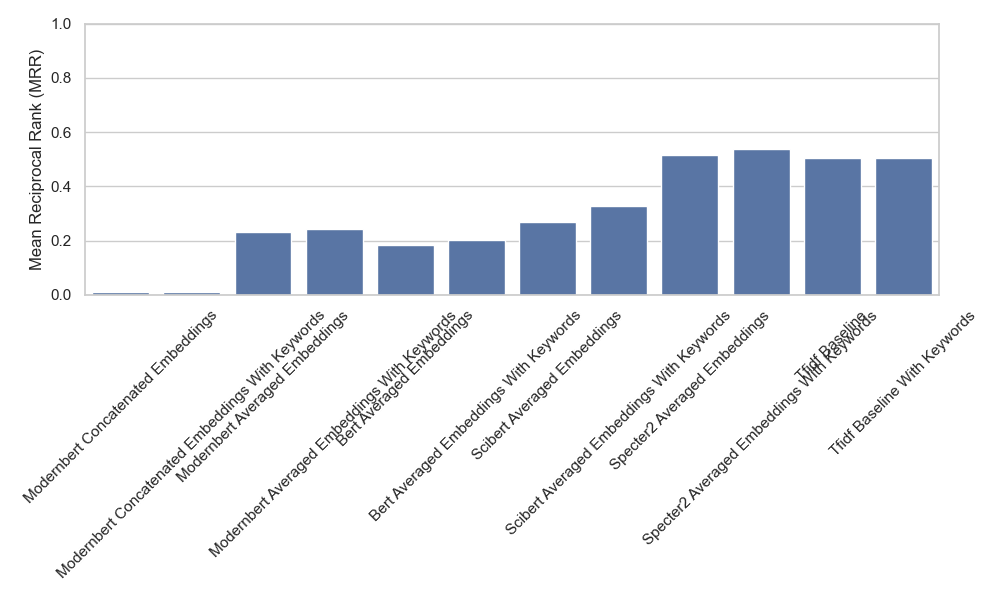 Mean Reciprocal Rank (MRR)
1.0
0.8
0.6
0.4
0.2
0.0
Modernbert Concatenated Embeddings
Modernbert Concatenated Embeddings With Keywords
Modernbert Averaged Embeddings
Modernbert Averaged Embeddings With Keywords
Bert Averaged Embeddings
Bert Averaged Embeddings With Keywords
Scibert Averaged Embeddings
Scibert Averaged Embeddings With Keywords
Specter2 Averaged Embeddings
Specter2 Averaged Embeddings With Keywords
Tfidf Baseline
Tfidf Baseline With Keywords